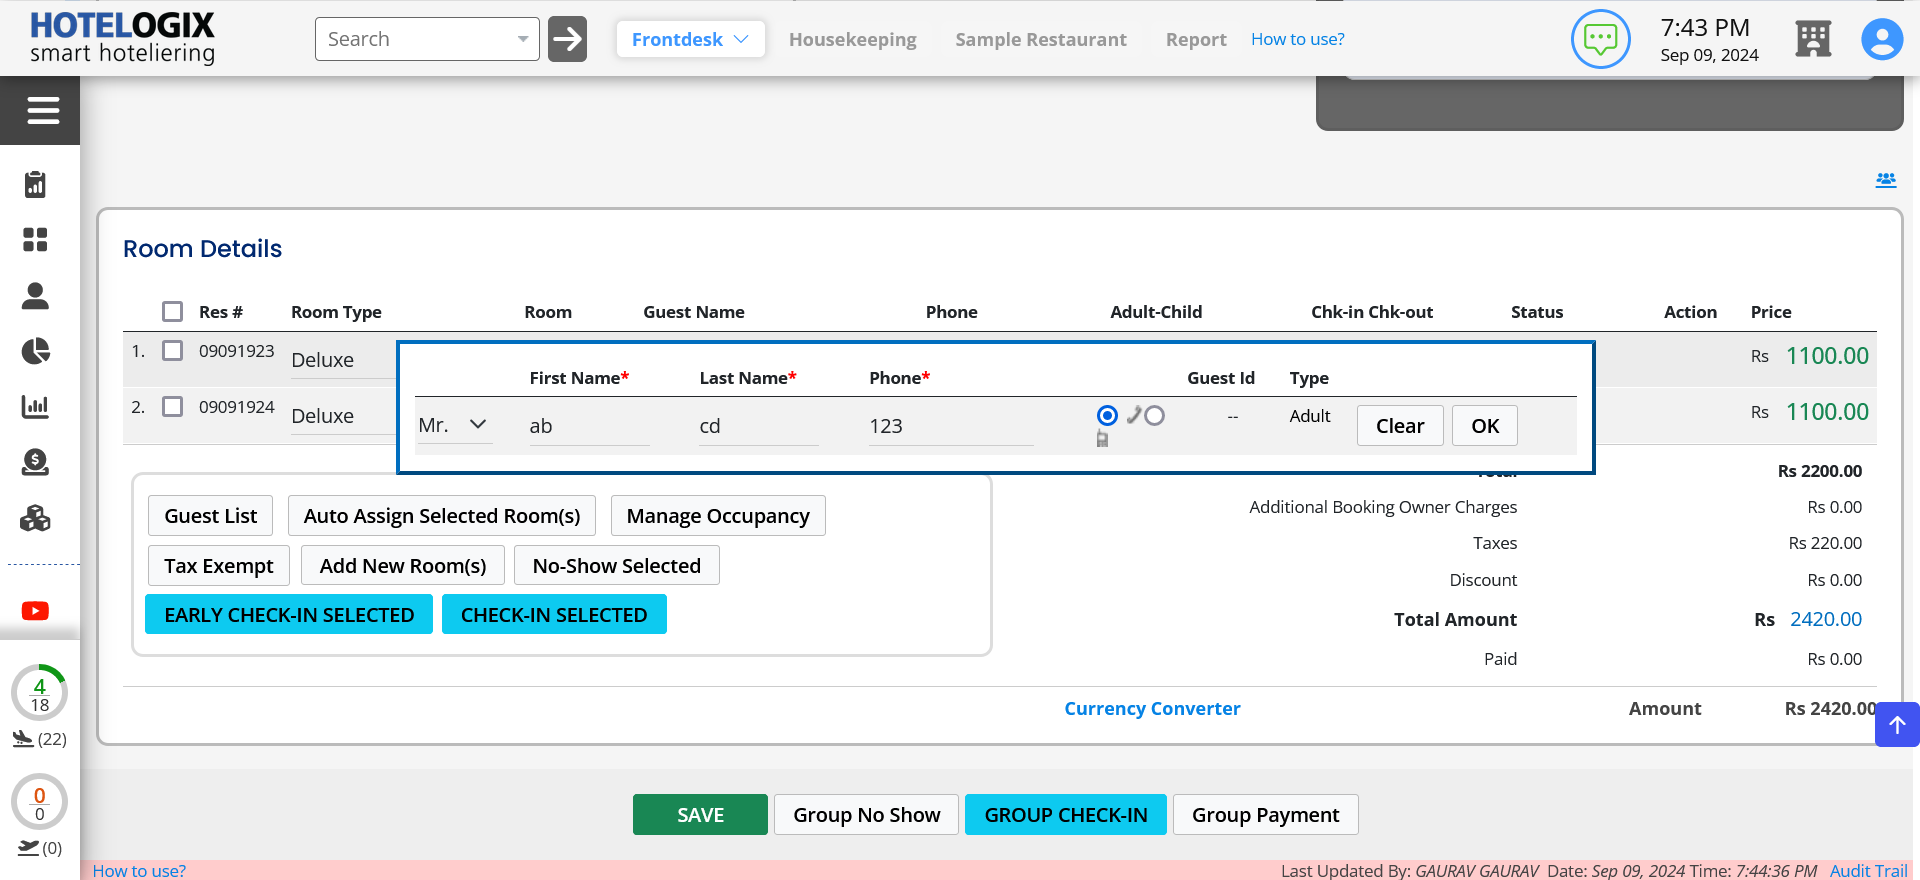 HOTELOGIX
smart hoteliering
Search
Frontdesk
Housekeeping
Sample Restaurant
Report
How to use?
7:43 PM
Sep 09, 2024
Room Details
Res # Room Type Room Guest Name Phone Adult-Child Chk-in Chk-out Status Action Price
1. 09091923 Deluxe Rs 1100.00
2. 09091924 Deluxe Rs 1100.00
First Name* Last Name* Phone* Guest Id Type
Mr. ab cd 123 -- Adult Clear OK
Total Rs 2200.00
Guest List Auto Assign Selected Room(s) Manage Occupancy
Tax Exempt Add New Room(s) No-Show Selected
EARLY CHECK-IN SELECTED CHECK-IN SELECTED
Additional Booking Owner Charges Rs 0.00
Taxes Rs 220.00
Discount Rs 0.00
Total Amount Rs 2420.00
Paid Rs 0.00
Currency Converter Amount Rs 2420.00
4
18
(22)
0
0
(0)
SAVE Group No Show GROUP CHECK-IN Group Payment
How to use? Last Updated By: GAURAV GAURAV Date: Sep 09, 2024 Time: 7:44:36 PM Audit Trail